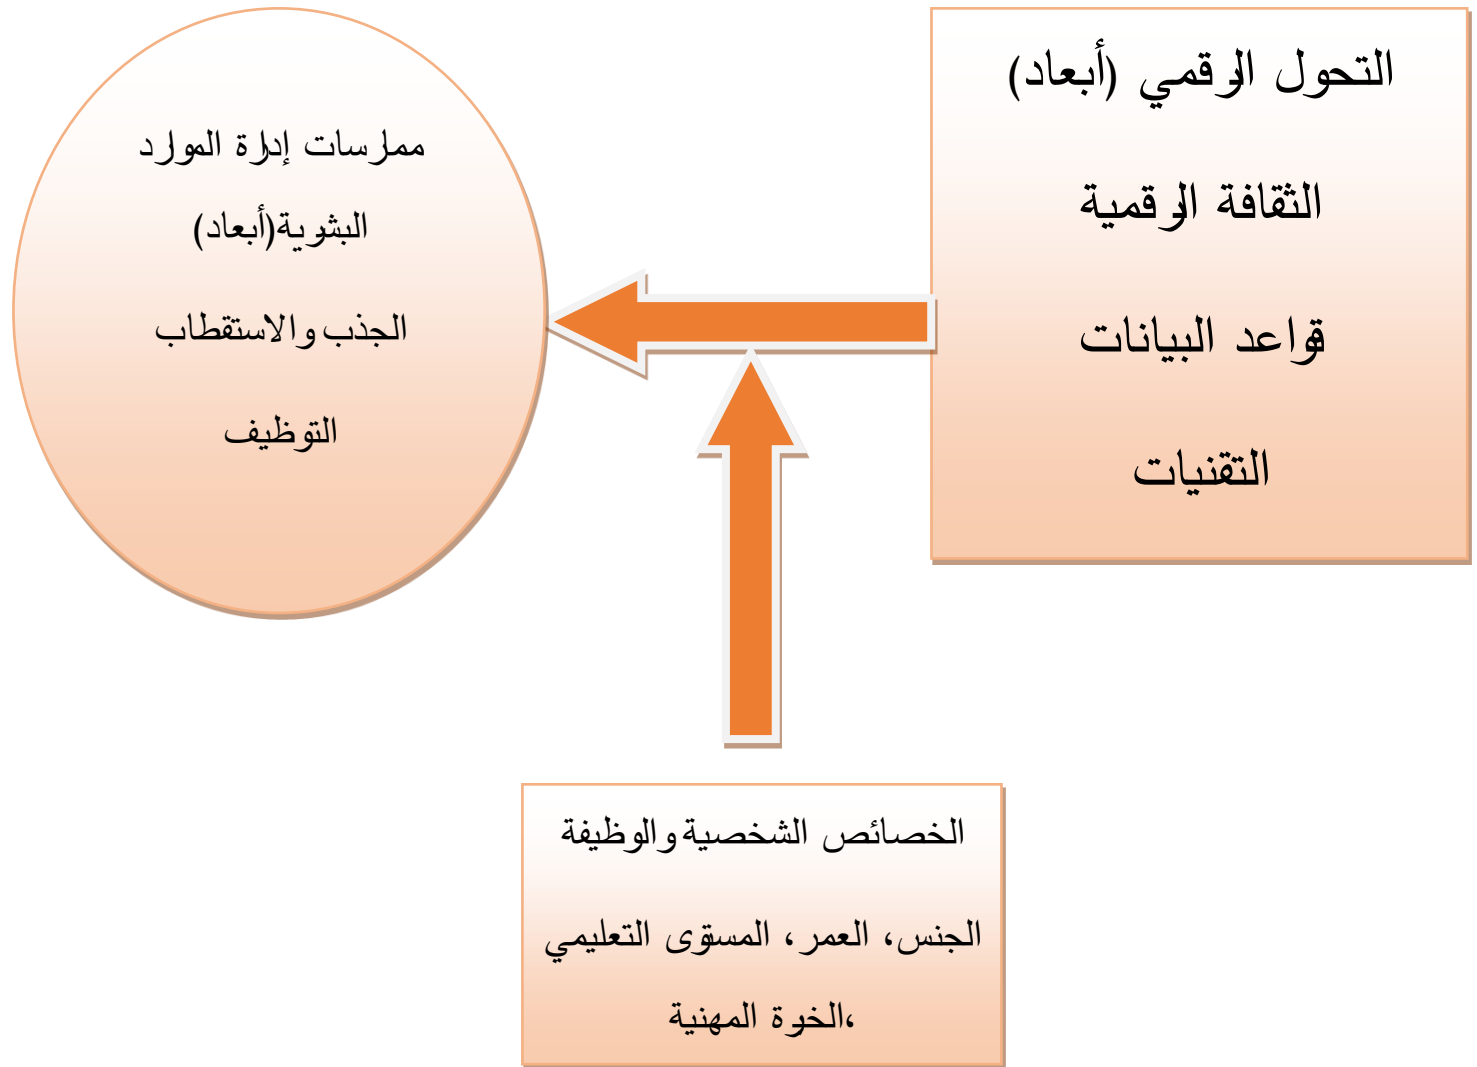 التحول الرقمي (أبعاد)
الثقافة الرقمية
قواعد البيانات
التقنيات
ممارسات إدارة الموارد
البشرية(أبعاد)
الجذب والاستقطاب
التوظيف
الخصائص الشخصية والوظيفة
الجنس، العمر، المستوى التعليمي
،الخبرة المهنية